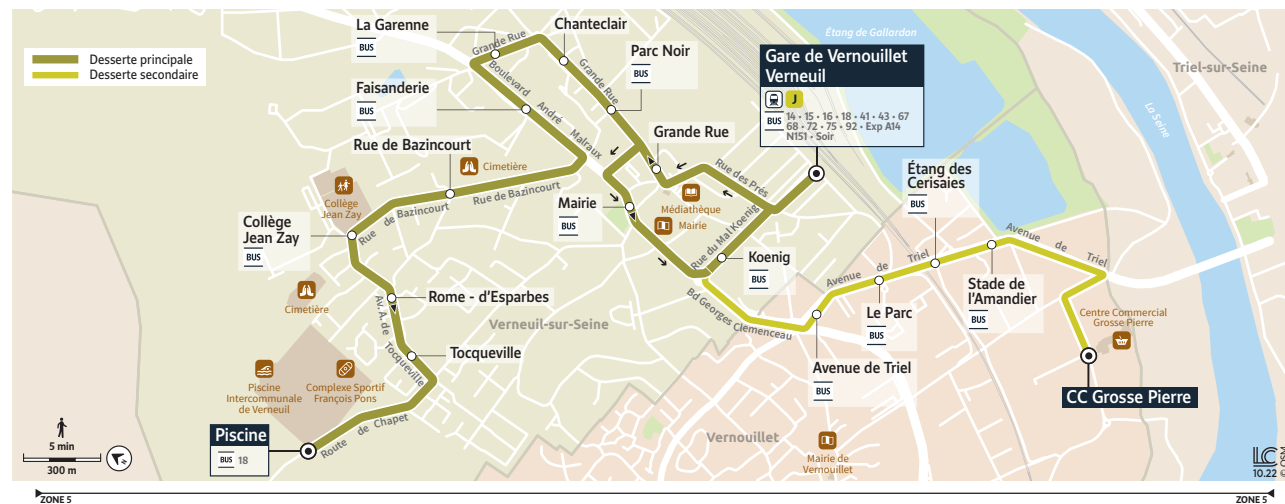 Desserte principale
Desserte secondaire
La Garenne
BUS
Chanteclair
Parc Noir
BUS
Faisanderie
BUS
Rue de Bazincourt
Cimetière
Collège
Jean Zay
Collège
Jean Zay
BUS
Grande Rue
Grande Rue
Boulevard André Malraux
Rue de Bazincourt
Rue de Bazincourt
Gare de Vernouillet
Verneuil
J
BUS
14 • 15 • 16 • 18 • 41 • 43 • 67
68 • 72 • 75 • 92 • Exp A14
N151 • Soir
Étang de Gallardon
Triel-sur-Seine
La Seine
Grande Rue
Rue des Prés
Médiathèque
Mairie
Mairie
BUS
Rue du Mal Koenig
Koenig
BUS
Étang des
Cerisaies
BUS
Avenue de Triel
Avenue de Triel
Stade de
l'Amandier
BUS
Le Parc
BUS
Bd Georges Clemenceau
Avenue de Triel
BUS
Centre Commercial
Grosse Pierre
CC Grosse Pierre
Cimetière
Rome - d'Esparbes
Av. A. de Tocqueville
Tocqueville
Verneuil-sur-Seine
Piscine
Intercommunale
de Verneuil
Complexe Sportif
François Pons
Route de Chapet
Piscine
BUS 18
Vernouillet
Mairie de
Vernouillet
5 min
300 m
LC
10.22
© OSM
ZONE 5
ZONE 5